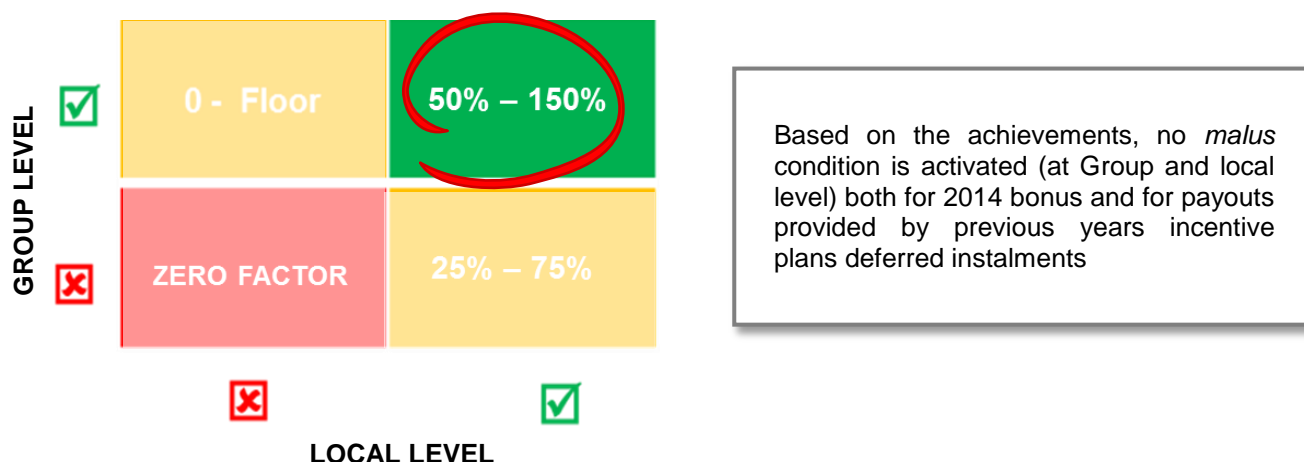 GROUP LEVEL
0 - Floor
50% – 150%
ZERO FACTOR
25% – 75%
LOCAL LEVEL
Based on the achievements, no malus
condition is activated (at Group and local
level) both for 2014 bonus and for payouts
provided by previous years incentive
plans deferred instalments